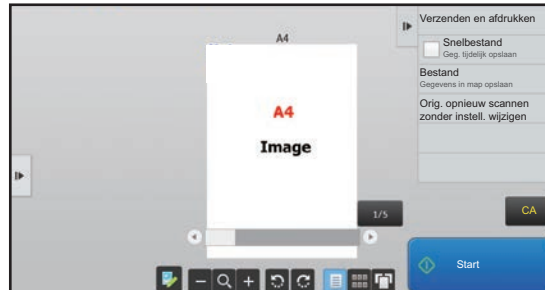 A4
A4
Image
1/5
Verzenden en afdrukken
Snelbestand
Geg. tijdelijk opslaan
Bestand
Gegevens in map opslaan
Orig. opnieuw scannen
zonder instell. wijzigen
CA
Start